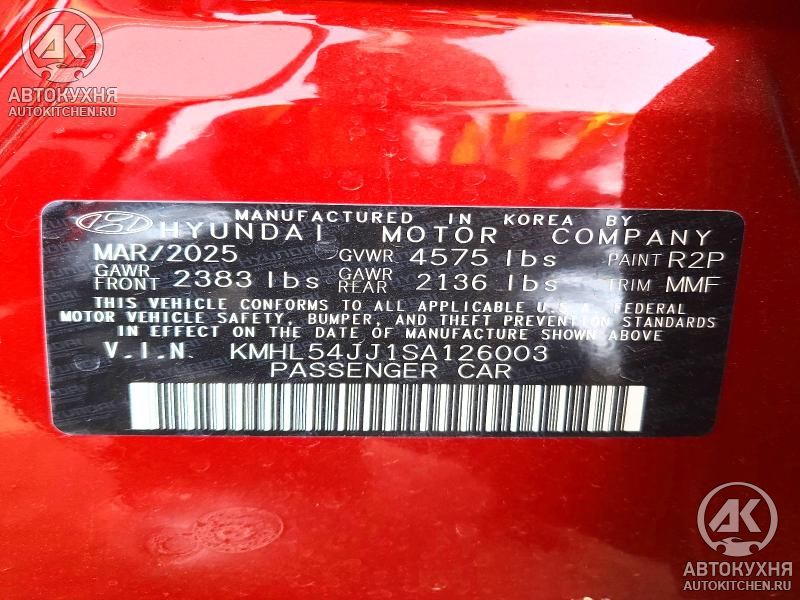 АК
АВТОКУХНЯ
AUTOKITCHEN.RU
MANUFACTURED IN KOREA BY
HYUNDAI MOTOR COMPANY
MAR/2025 GVWR 4575 lbs PAINT R2P
GAWR FRONT 2383 lbs GAWR REAR 2136 lbs TRIM MMF
THIS VEHICLE CONFORMS TO ALL APPLICABLE U.S.A. FEDERAL
MOTOR VEHICLE SAFETY, BUMPER, AND THEFT PREVENTION STANDARDS
IN EFFECT ON THE DATE OF MANUFACTURE SHOWN ABOVE
V.I.N. KMHL54JJ1SA126003
PASSENGER CAR
АК
АВТОКУХНЯ
AUTOKITCHEN.RU